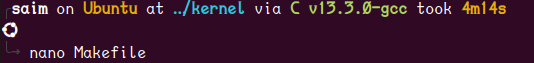 saim on Ubuntu at ../kernel via C v13.3.0-gcc took 4m14s
nano Makefile